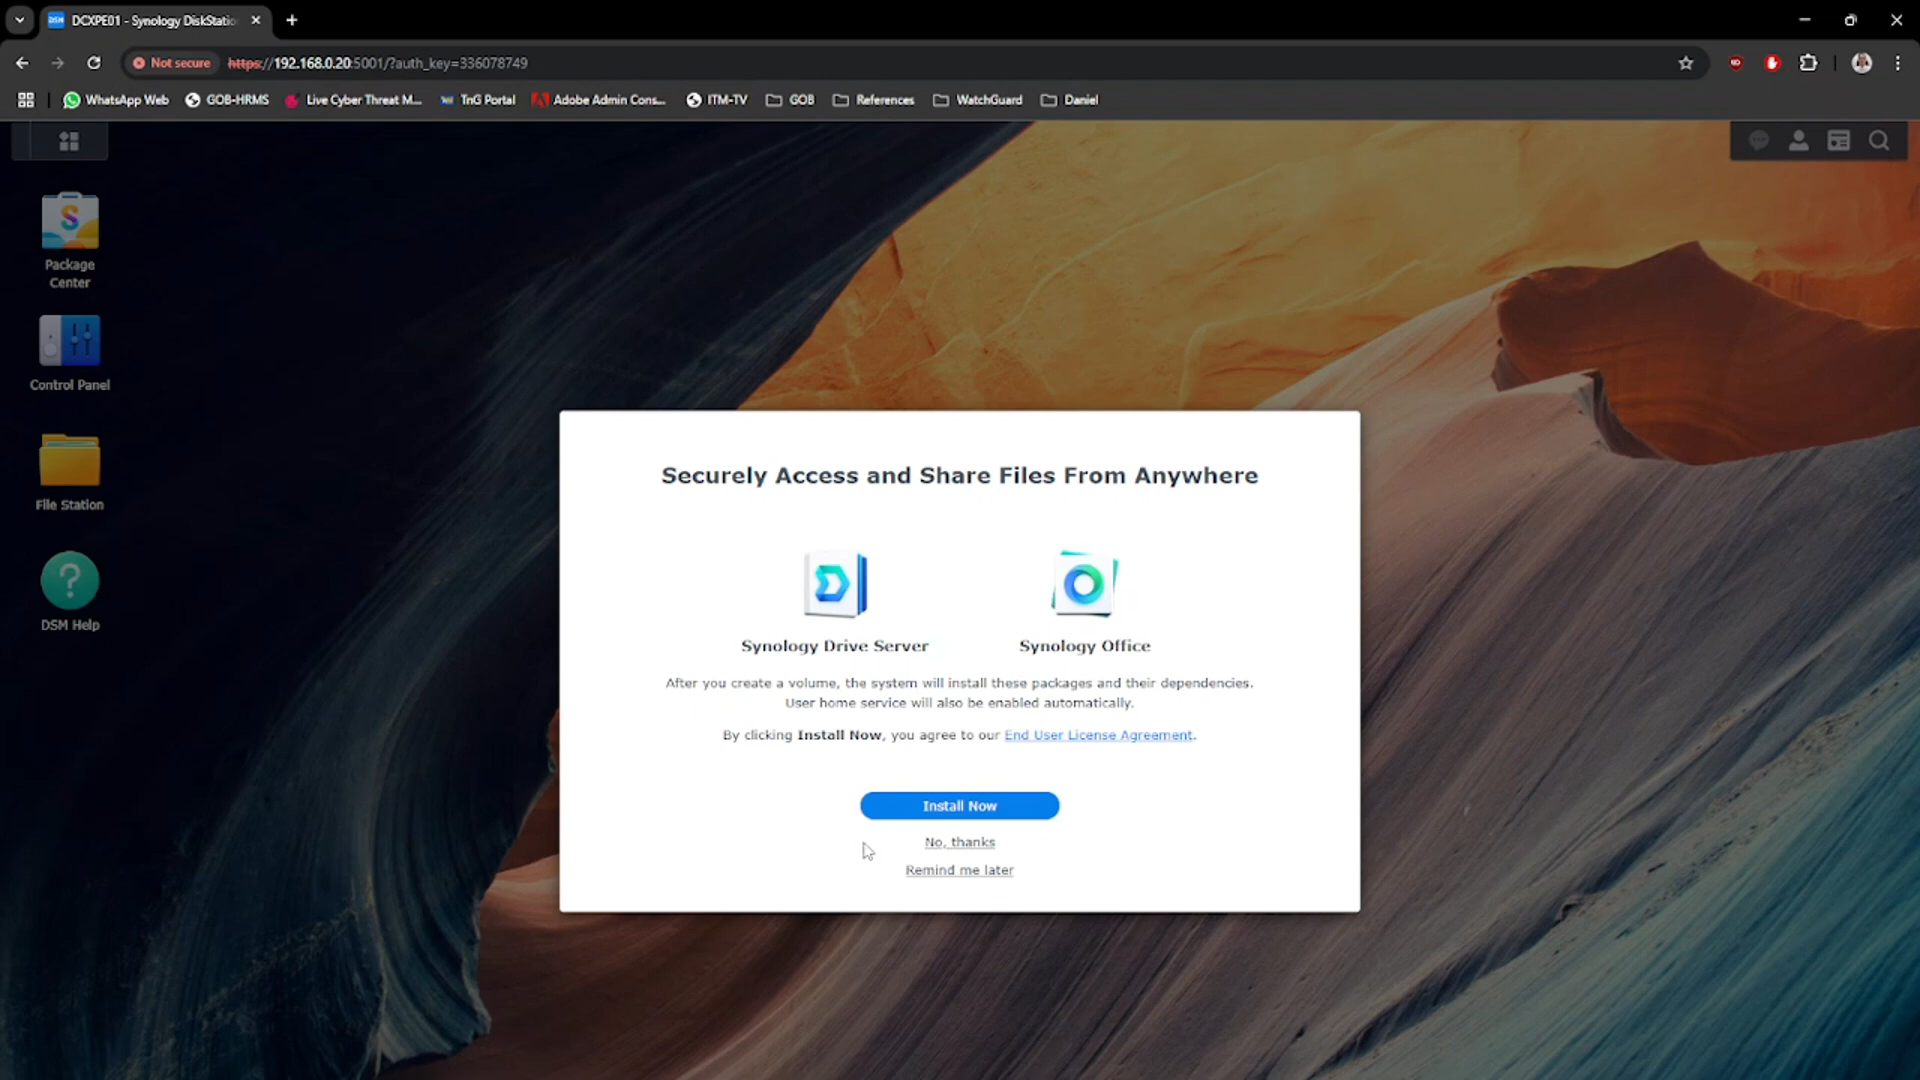 DCXPE01 - Synology DiskStatio
Not secure https://192.168.0.20:5001/?auth_key=336078749
WhatsApp Web GOB-HRMS Live Cyber Threat M... TnG Portal Adobe Admin Cons... ITM-TV GOB References WatchGuard Daniel
Package
Center
Control Panel
File Station
DSM Help
Securely Access and Share Files From Anywhere
Synology Drive Server Synology Office
After you create a volume, the system will install these packages and their dependencies.
User home service will also be enabled automatically.
By clicking Install Now, you agree to our End User License Agreement.
Install Now
No, thanks
Remind me later